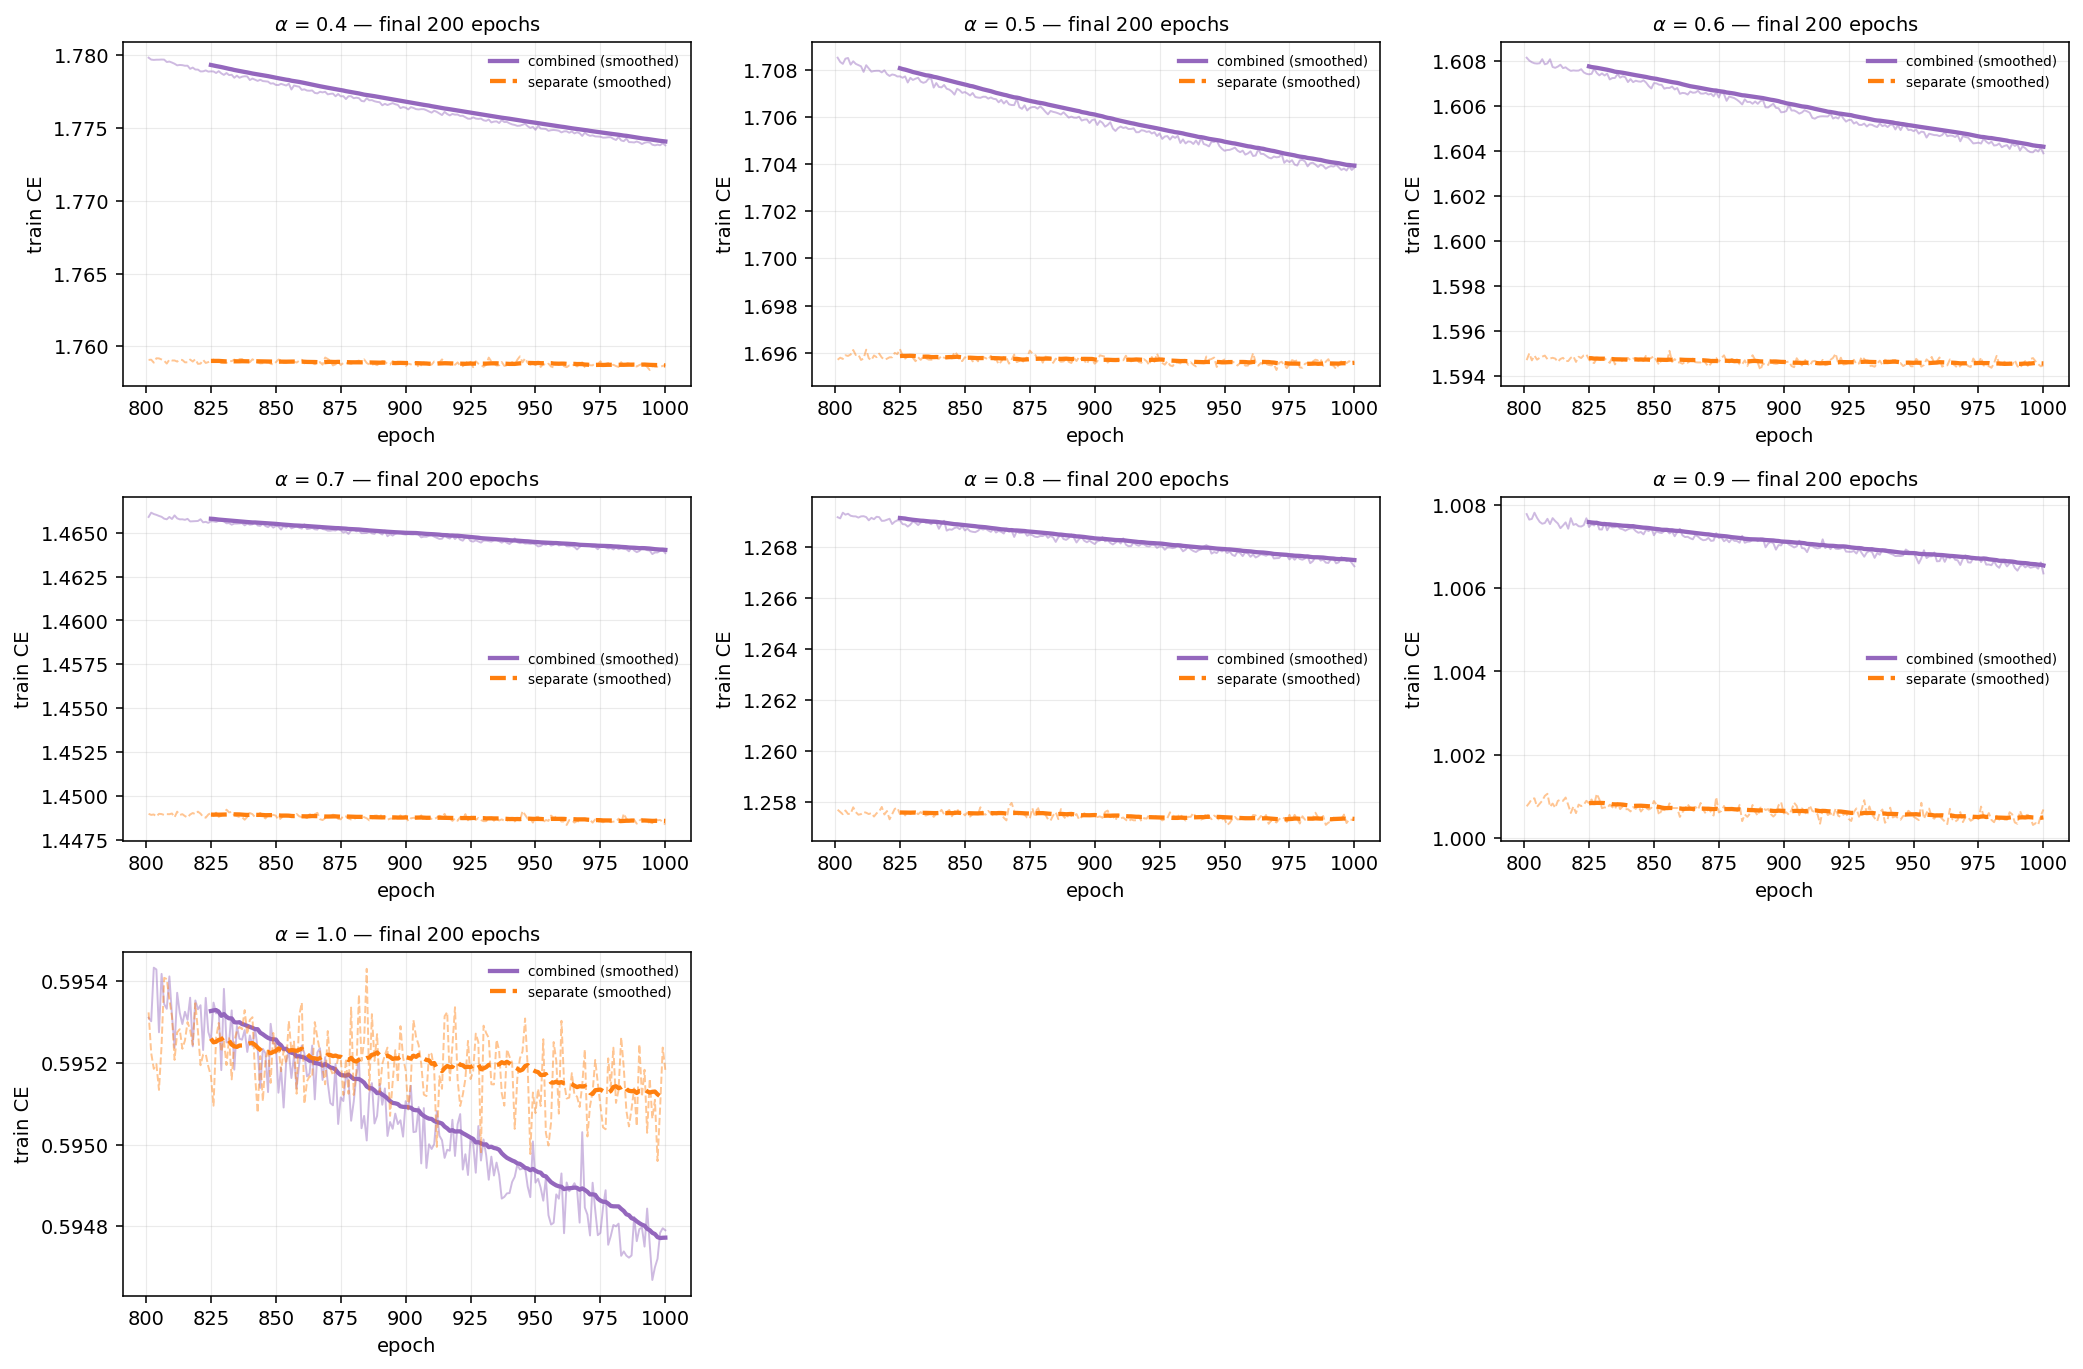 α = 0.4 — final 200 epochs
1.780
1.775
1.770
1.765
1.760
train CE
combined (smoothed)
separate (smoothed)
800 825 850 875 900 925 950 975 1000
epoch
α = 0.5 — final 200 epochs
1.708
1.706
1.704
1.702
1.700
1.698
1.696
train CE
combined (smoothed)
separate (smoothed)
800 825 850 875 900 925 950 975 1000
epoch
α = 0.6 — final 200 epochs
1.608
1.606
1.604
1.602
1.600
1.598
1.596
1.594
train CE
combined (smoothed)
separate (smoothed)
800 825 850 875 900 925 950 975 1000
epoch
α = 0.7 — final 200 epochs
1.4650
1.4625
1.4600
1.4575
1.4550
1.4525
1.4500
1.4475
train CE
combined (smoothed)
separate (smoothed)
800 825 850 875 900 925 950 975 1000
epoch
α = 0.8 — final 200 epochs
1.268
1.266
1.264
1.262
1.260
1.258
train CE
combined (smoothed)
separate (smoothed)
800 825 850 875 900 925 950 975 1000
epoch
α = 0.9 — final 200 epochs
1.008
1.006
1.004
1.002
1.000
train CE
combined (smoothed)
separate (smoothed)
800 825 850 875 900 925 950 975 1000
epoch
α = 1.0 — final 200 epochs
0.5954
0.5952
0.5950
0.5948
train CE
combined (smoothed)
separate (smoothed)
800 825 850 875 900 925 950 975 1000
epoch